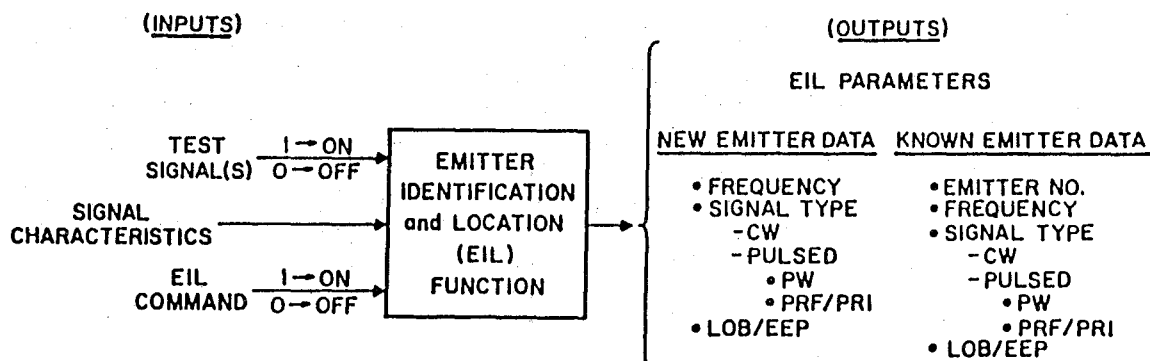 (INPUTS)
TEST
SIGNAL(S)
1→ON
0→OFF
SIGNAL
CHARACTERISTICS
EIL
COMMAND
1→ON
0→OFF
EMITTER
IDENTIFICATION
and LOCATION
(EIL)
FUNCTION
(OUTPUTS)
EIL PARAMETERS
NEW EMITTER DATA
• FREQUENCY
• SIGNAL TYPE
-CW
-PULSED
• PW
• PRF/PRI
• LOB/EEP
KNOWN EMITTER DATA
• EMITTER NO.
• FREQUENCY
• SIGNAL TYPE
-CW
-PULSED
• PW
• PRF/PRI
• LOB/EEP